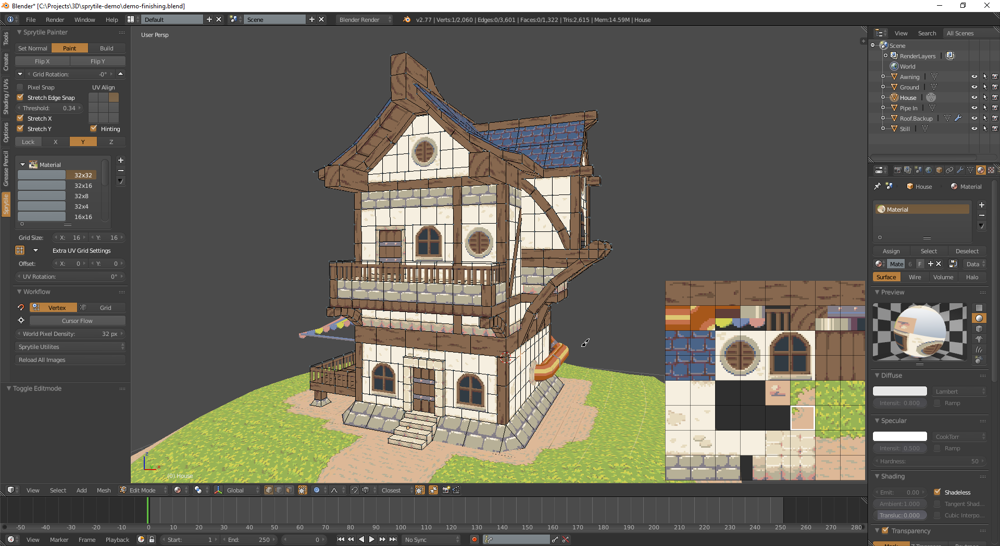 Blender* [C:\Projects\3D\sprytile-demo\demo-finishing.blend]
File Render Window Help Default Scene Blender Render v2.77 | Verts:1/2,060 | Edges:0/3,601 | Faces:0/1,322 | Tris:2,615 | Mem:14.59M | House
Tools
Create
Shading / UVs
Options
Grease Pencil
Sprytile
Sprytile Painter
Set Normal Paint Build
Flip X Flip Y
Grid Rotation: -0°
Pixel Snap UV Align
Stretch Edge Snap
Threshold: 0.34
Stretch X
Stretch Y Hinting
Lock X Y Z
Material
32x32
32x16
32x8
32x4
16x16
Grid Size: X: 16 Y: 16
Extra UV Grid Settings
Offset: X: 0 Y: 0
UV Rotation: 0°
Workflow
Vertex Grid
Cursor Flow
World Pixel Density: 32 px
Sprytile Utilites
Reload All Images
Toggle Editmode
User Persp
z
x
(0) House
View Search All Scenes
Scene
RenderLayers
World
Awning
Ground
House
Pipe In
Roof.Backup
Still
House Material
Material
Assign Select Deselect
Mate 6 F Data
Surface Wire Volume Halo
Preview
Diffuse
Lambert
Intensit: 0.800 Ramp
Specular
CookTorr
Intensit: 0.500 Ramp
Hardness: 50
Shading
Emit: 0.00 Shadeless
Ambient:1.000 Tangent Shad...
Transluc: 0.000 Cubic Interpo...
Transparency
View Select Add Mesh Edit Mode Global Closest
-50 -40 -30 -20 -10 0 10 20 30 40 50 60 70 80 90 100 110 120 130 140 150 160 170 180 190 200 210 220 230 240 250 260 270 280
View Marker Frame Playback Start: 1 End: 250 0 No Sync